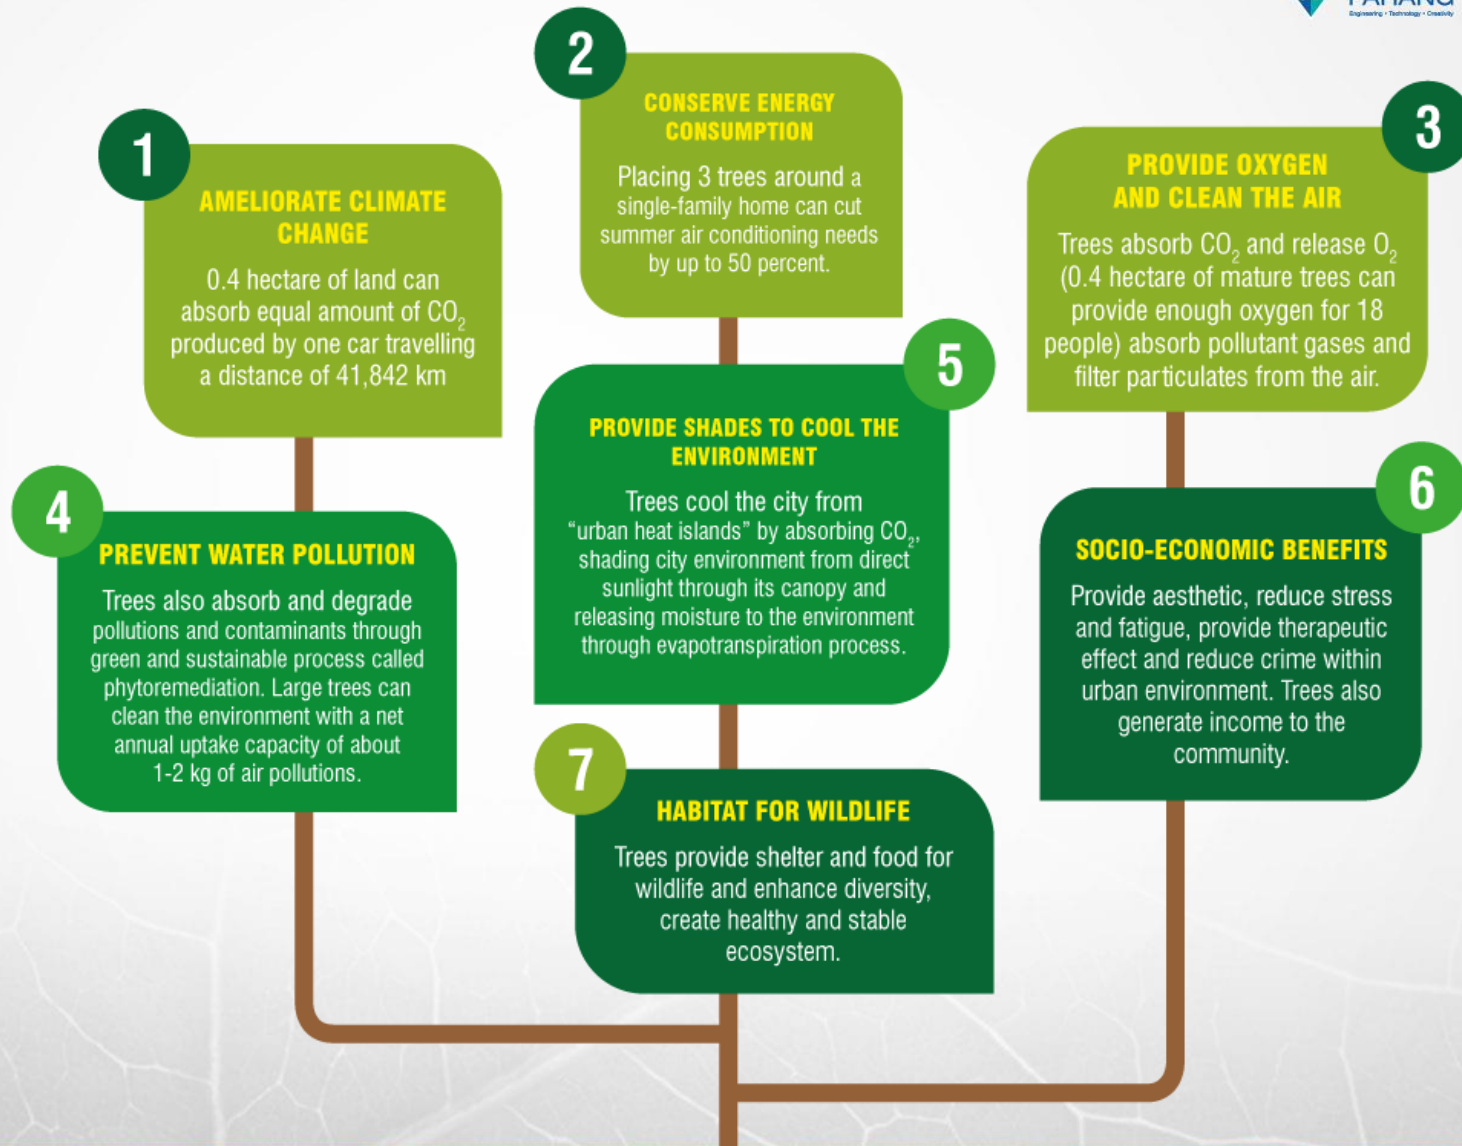 PAHANG
Engineering • Technology • Creativity
1
AMELIORATE CLIMATE
CHANGE
0.4 hectare of land can
absorb equal amount of CO₂
produced by one car travelling
a distance of 41,842 km
2
CONSERVE ENERGY
CONSUMPTION
Placing 3 trees around a
single-family home can cut
summer air conditioning needs
by up to 50 percent.
3
PROVIDE OXYGEN
AND CLEAN THE AIR
Trees absorb CO₂ and release O₂
(0.4 hectare of mature trees can
provide enough oxygen for 18
people) absorb pollutant gases and
filter particulates from the air.
4
PREVENT WATER POLLUTION
Trees also absorb and degrade
pollutions and contaminants through
green and sustainable process called
phytoremediation. Large trees can
clean the environment with a net
annual uptake capacity of about
1-2 kg of air pollutions.
5
PROVIDE SHADES TO COOL THE
ENVIRONMENT
Trees cool the city from
“urban heat islands” by absorbing CO₂,
shading city environment from direct
sunlight through its canopy and
releasing moisture to the environment
through evapotranspiration process.
6
SOCIO-ECONOMIC BENEFITS
Provide aesthetic, reduce stress
and fatigue, provide therapeutic
effect and reduce crime within
urban environment. Trees also
generate income to the
community.
7
HABITAT FOR WILDLIFE
Trees provide shelter and food for
wildlife and enhance diversity,
create healthy and stable
ecosystem.